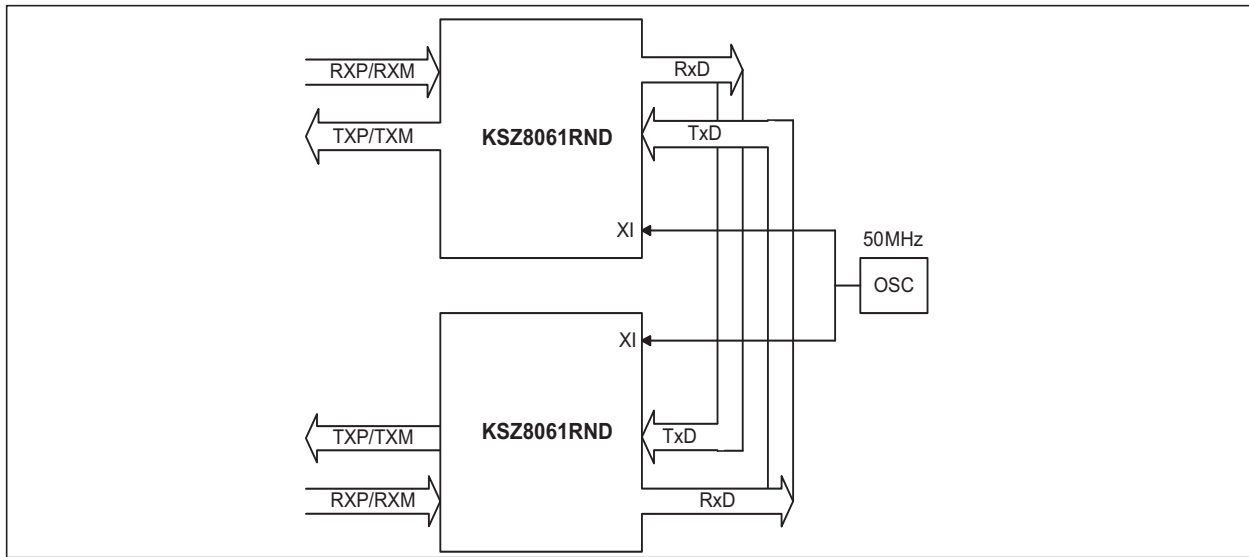 RXP/RXM
RxD
TXP/TXM
KSZ8061RND
TxD
XI
50MHz
OSC
XI
TXP/TXM
KSZ8061RND
TxD
RXP/RXM
RxD